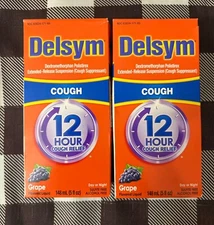 Delsym
Dextromethorphan Polistirex
Extended-Release Suspension (Cough Suppressant)
COUGH
12
HOUR
COUGH RELIEF
Grape
148 mL (5 fl oz)
Delsym
Dextromethorphan Polistirex
Extended-Release Suspension (Cough Suppressant)
COUGH
12
HOUR
COUGH RELIEF
Grape
148 mL (5 fl oz)